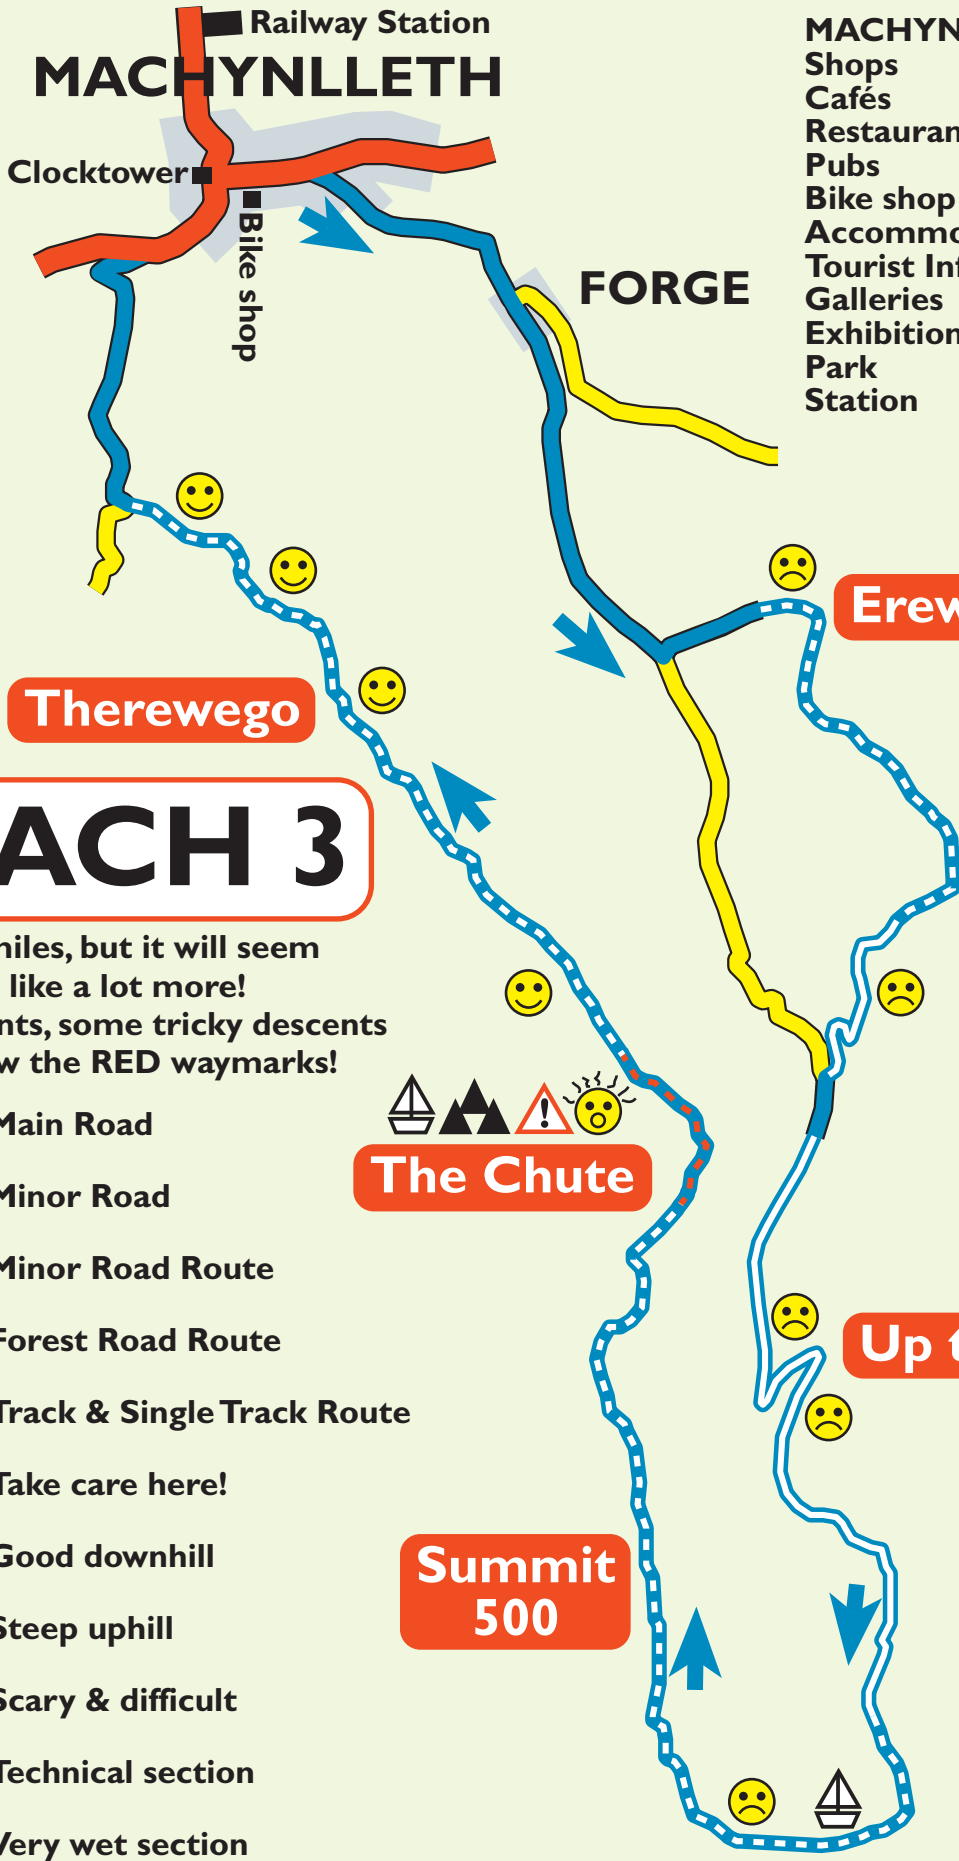 Railway Station
MACHYNLLETH
Clocktower
Bike shop
FORGE
MACHYN
Shops
Cafés
Restauran
Pubs
Bike shop
Accommo
Tourist Inf
Galleries
Exhibition
Park
Station
Erew
Therewego
ACH 3
miles, but it will seem
like a lot more!
nts, some tricky descents
w the RED waymarks!
The Chute
Up t
Summit
500
Main Road
Minor Road
Minor Road Route
Forest Road Route
Track & Single Track Route
Take care here!
Good downhill
Steep uphill
Scary & difficult
Technical section
Very wet section